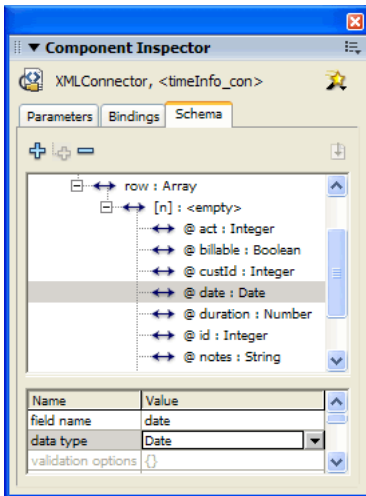 Component Inspector
XMLConnector, <timeInfo_con>
Parameters Bindings Schema
row : Array
[n] : <empty>
@ act : Integer
@ billable : Boolean
@ custId : Integer
@ date : Date
@ duration : Number
@ id : Integer
@ notes : String
Name Value
field name date
data type Date
validation options {}